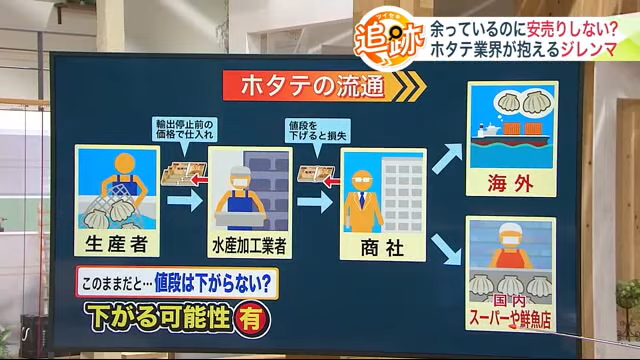 ツイセキ
追跡
余っているのに安売りしない?
ホタテ業界が抱えるジレンマ
ホタテの流通
輸出停止前の
価格で仕入れ
値段を
下げると損失
生産者
水産加工業者
商社
海外
国内
スーパーや鮮魚店
このままだと…値段は下がらない?
下がる可能性 有